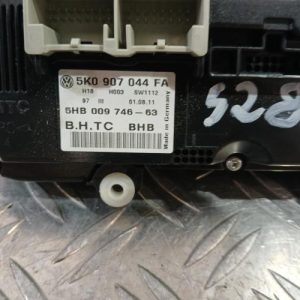 5K0 907 044 FA
H18 H003 SW1112
97 III 01.08.11
5HB 009 746-63
B.H.TC BHB
Made in Germany